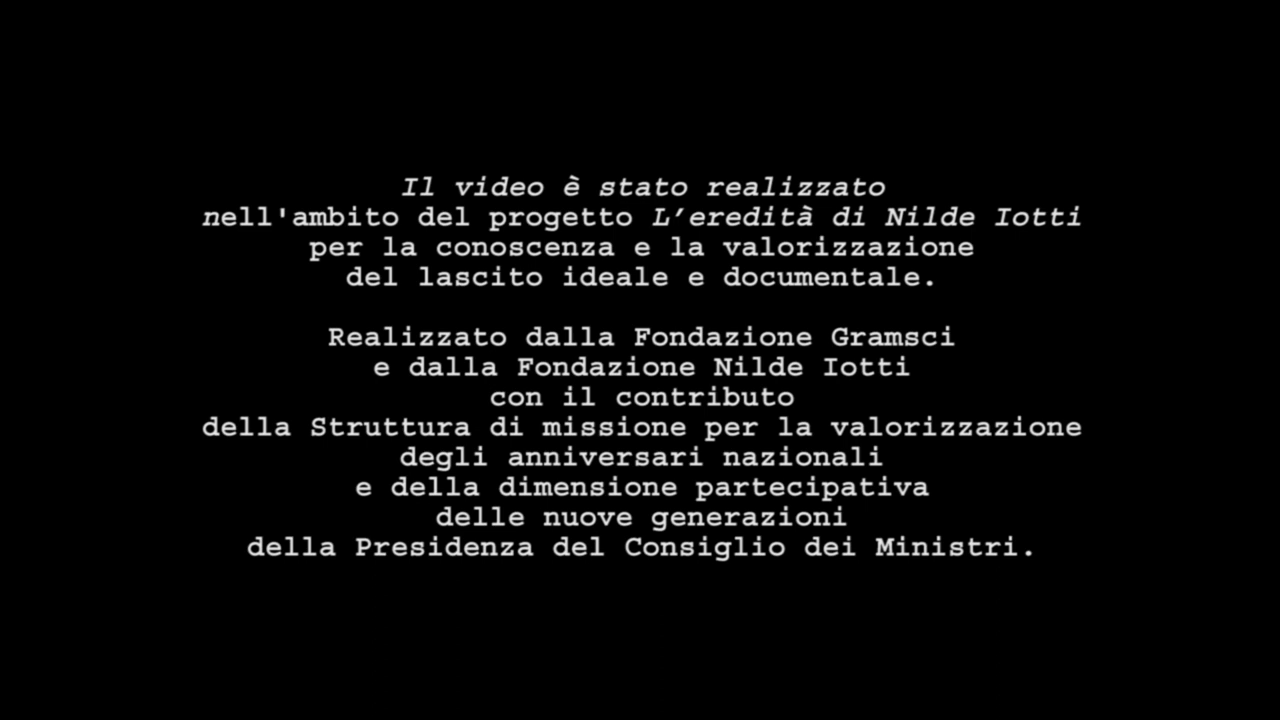 Il video è stato realizzato
nell'ambito del progetto L’eredità di Nilde Iotti
per la conoscenza e la valorizzazione
del lascito ideale e documentale.
Realizzato dalla Fondazione Gramsci
e dalla Fondazione Nilde Iotti
con il contributo
della Struttura di missione per la valorizzazione
degli anniversari nazionali
e della dimensione partecipativa
delle nuove generazioni
della Presidenza del Consiglio dei Ministri.